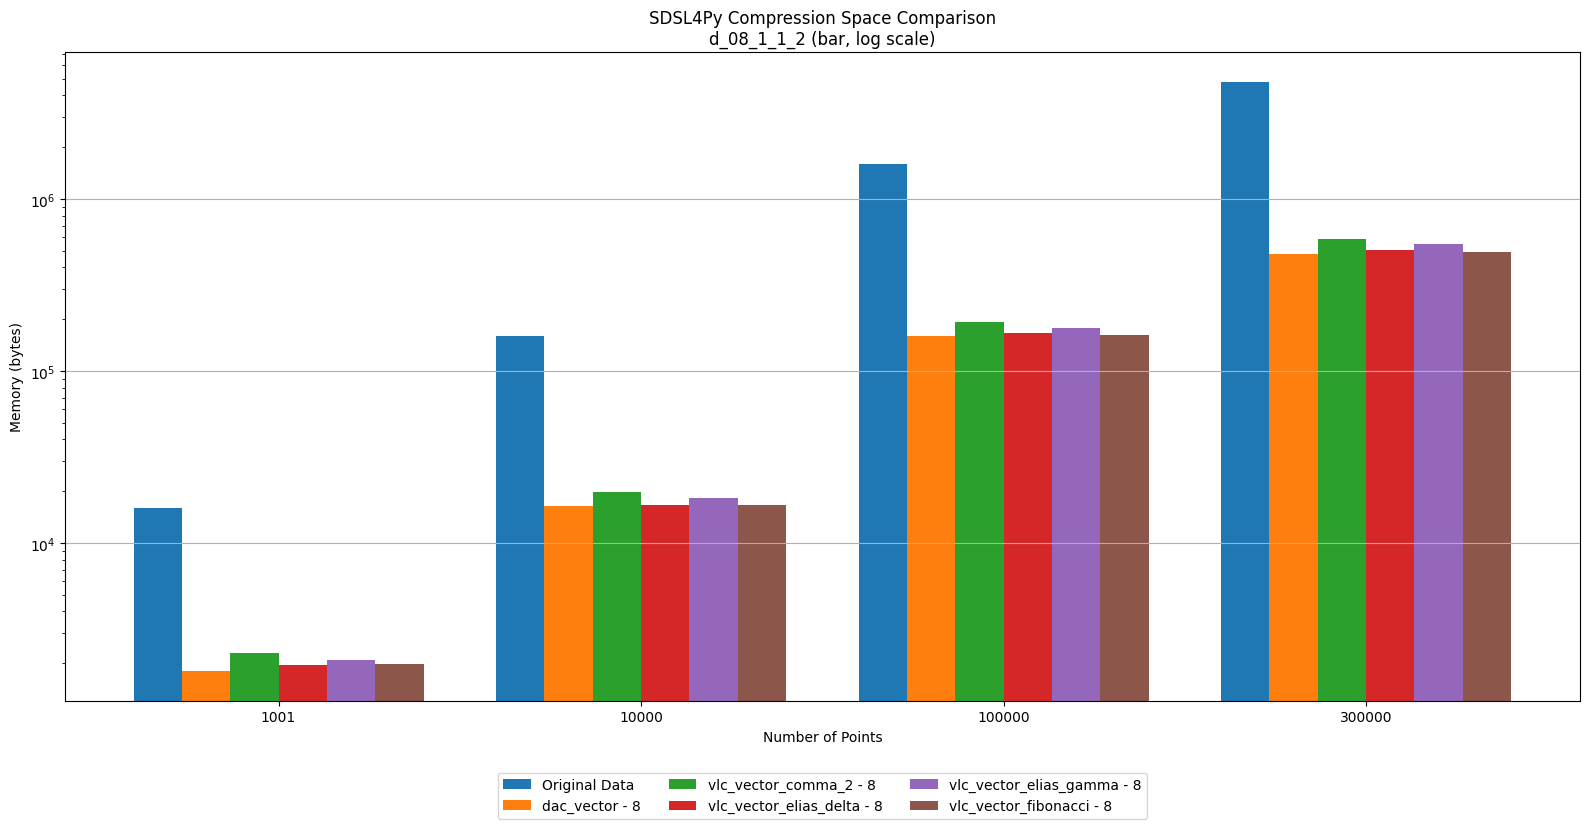 SDSL4Py Compression Space Comparison
d_08_1_1_2 (bar, log scale)
Memory (bytes)
10^6
10^5
10^4
1001
10000
100000
300000
Number of Points
Original Data
dac_vector - 8
vlc_vector_comma_2 - 8
vlc_vector_elias_delta - 8
vlc_vector_elias_gamma - 8
vlc_vector_fibonacci - 8